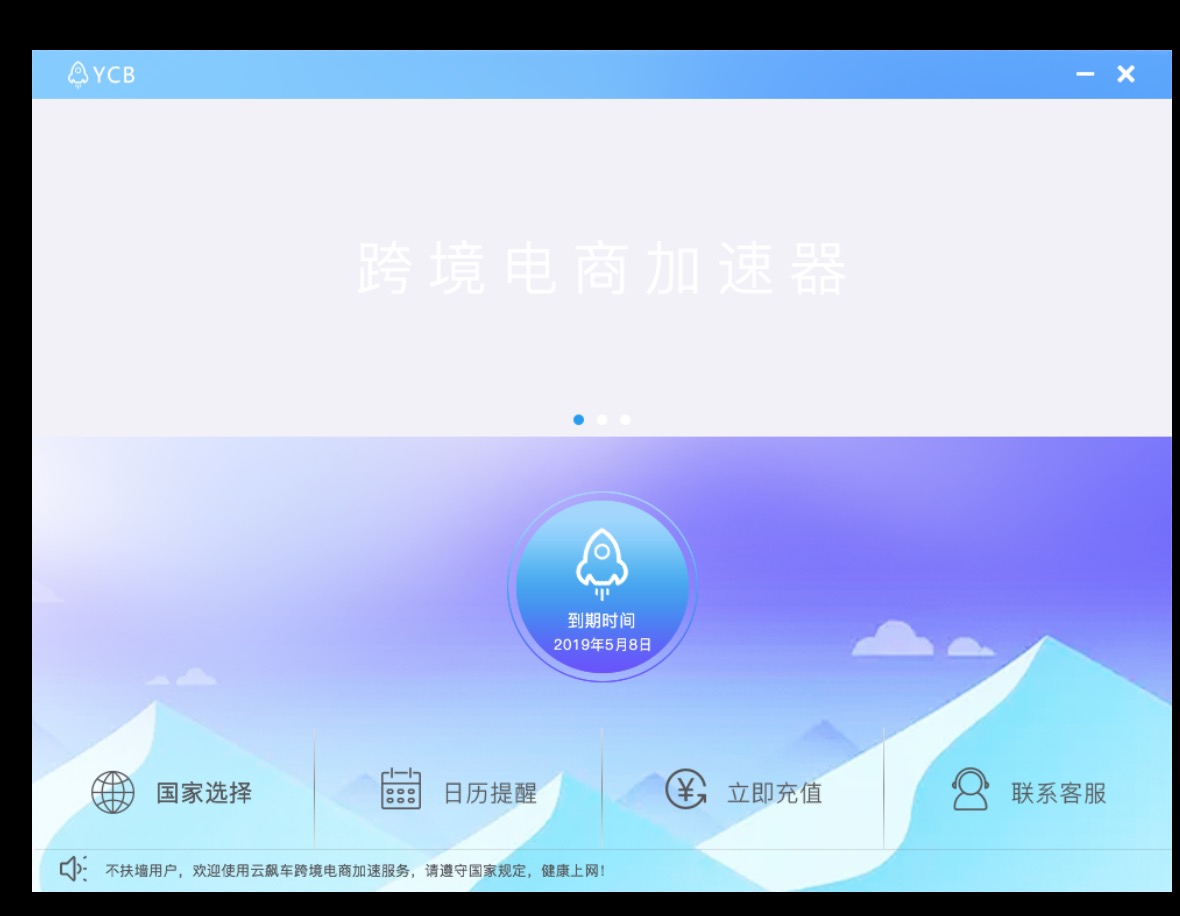 YCB
跨境电商加速器
到期时间
2019年5月8日
国家选择
日历提醒
立即充值
联系客服
不扶墙用户，欢迎使用云飙车跨境电商加速服务，请遵守国家规定，健康上网！